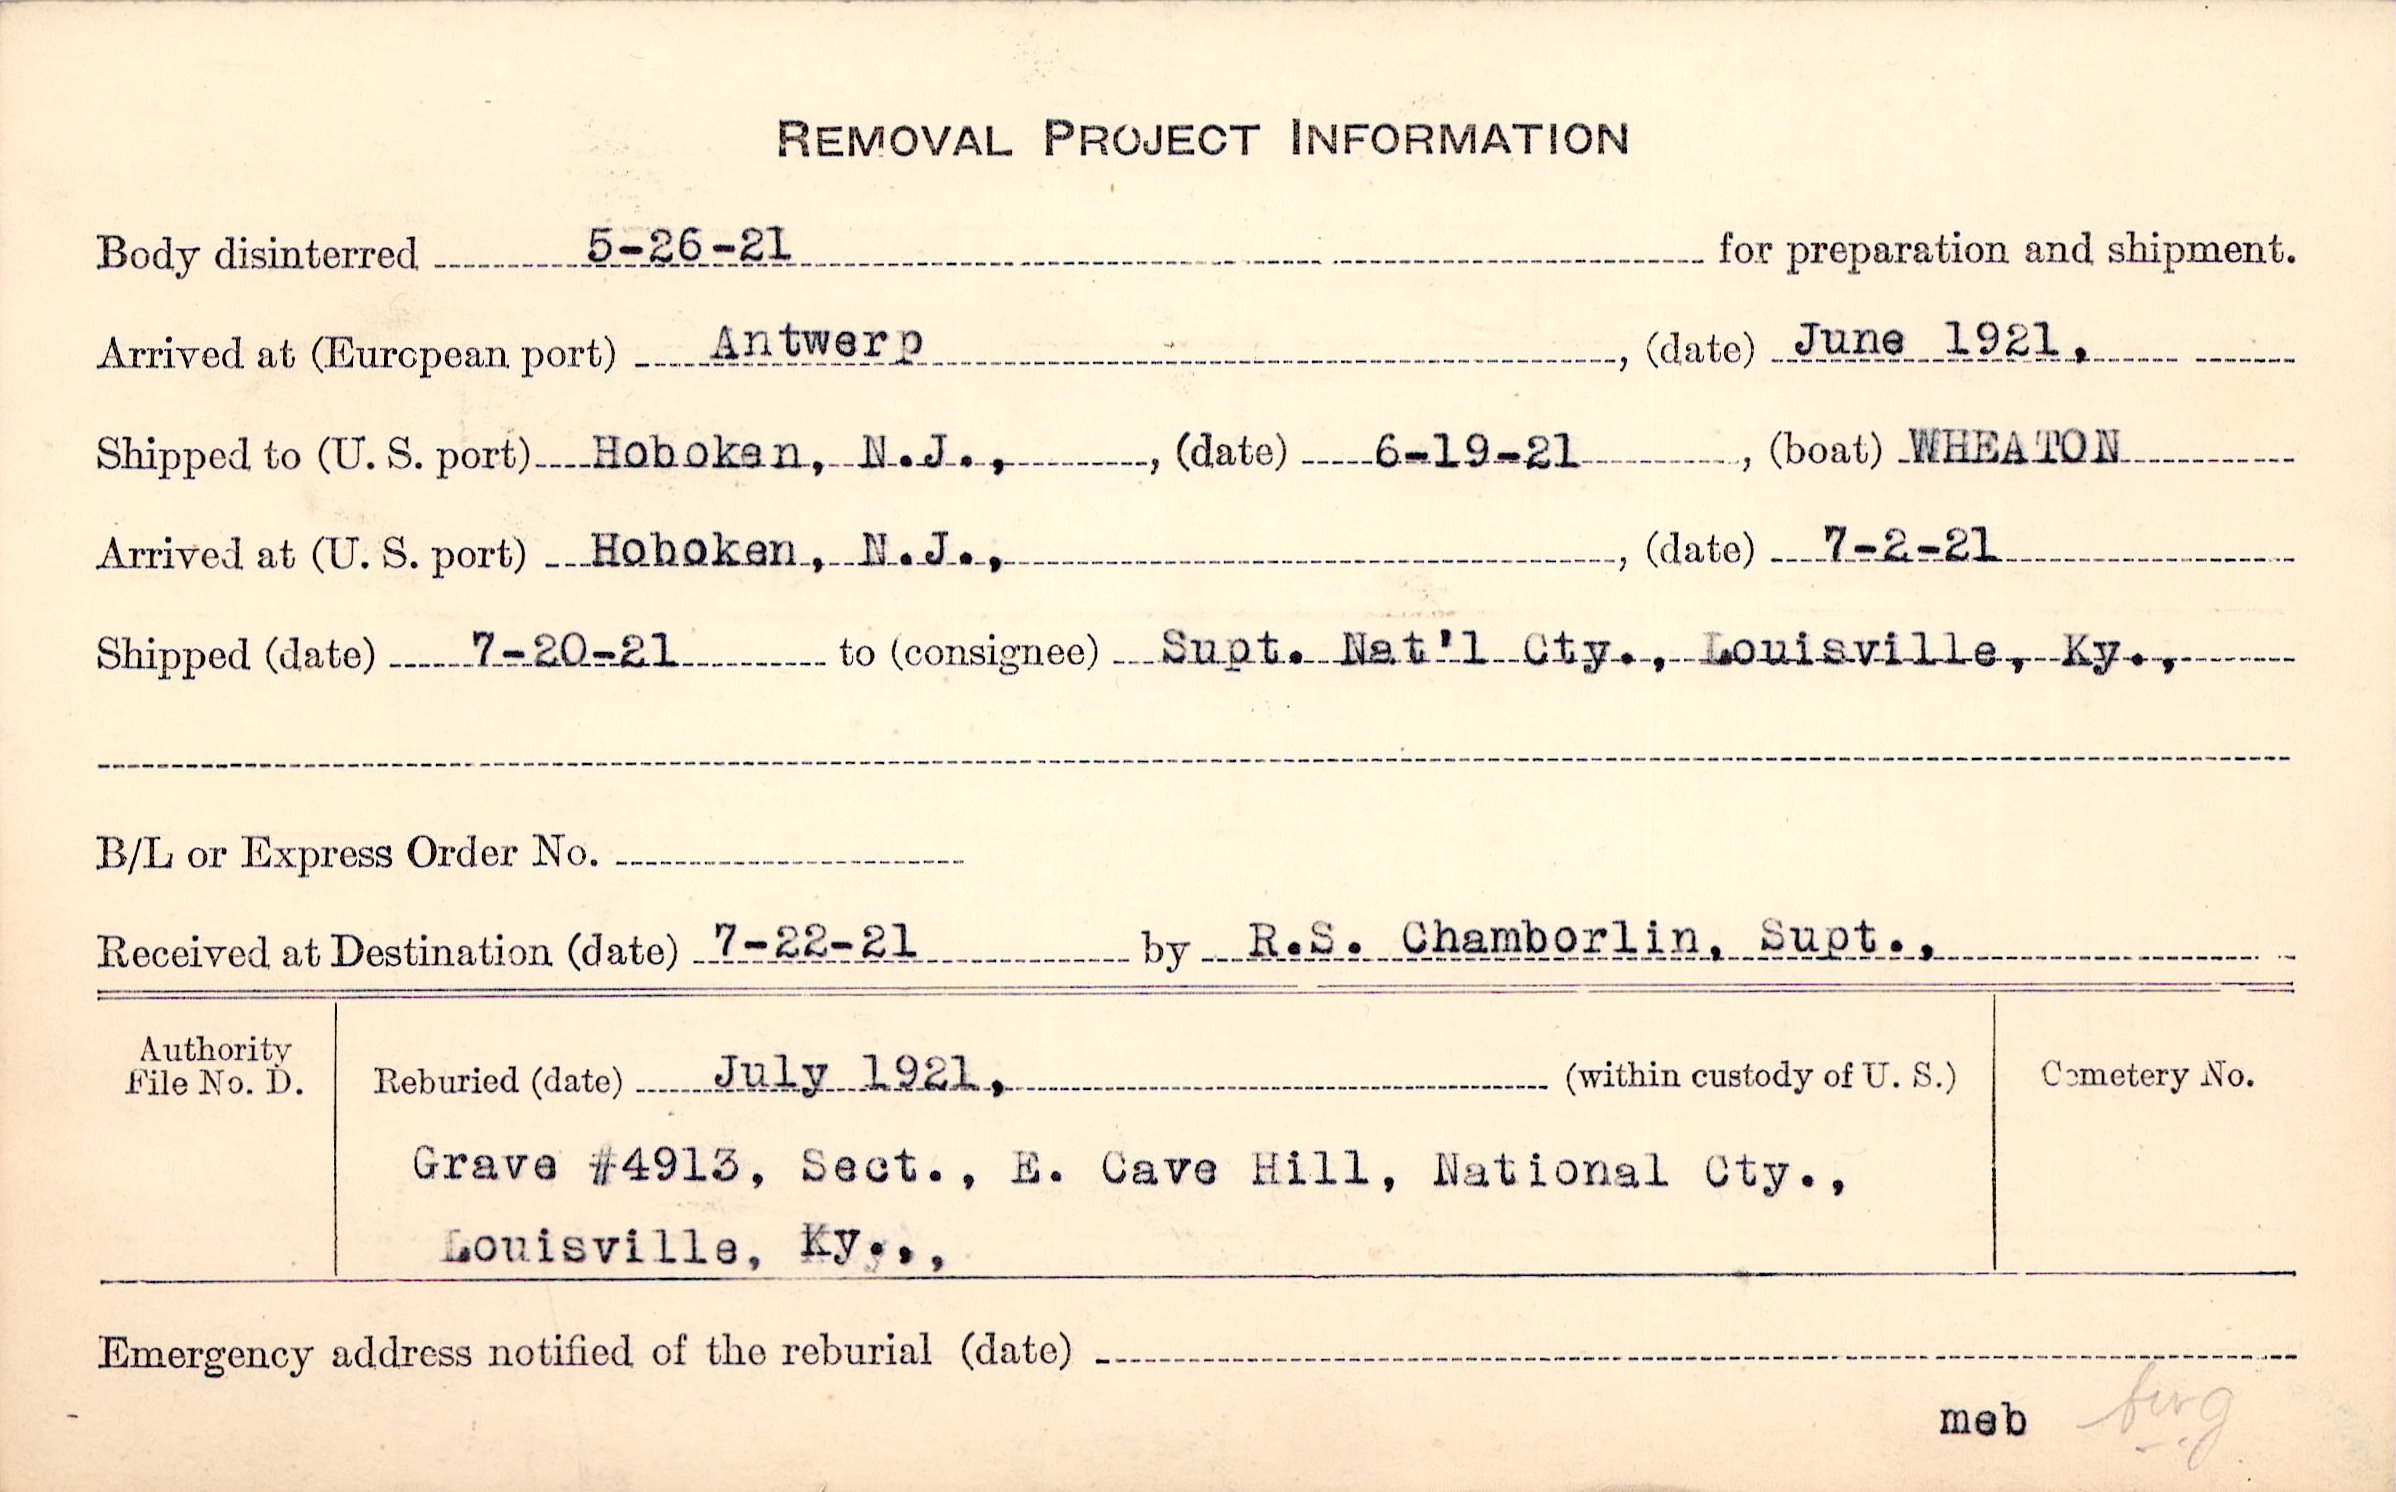 REMOVAL PROJECT INFORMATION
Body disinterred 5-26-21 for preparation and shipment.
Arrived at (European port) Antwerp, (date) June 1921,
Shipped to (U. S. port) Hoboken, N.J., , (date) 6-19-21, (boat) WHEATON
Arrived at (U. S. port) Hoboken, N.J., , (date) 7-2-21
Shipped (date) 7-20-21 to (consignee) Supt. Nat'l Cty., Louisville, Ky.,
B/L or Express Order No.
Received at Destination (date) 7-22-21 by R.S. Chamborlin, Supt.,
Authority
File No. D.
Reburied (date) July 1921, (within custody of U. S.)
Cemetery No.
Grave #4913, Sect., E. Cave Hill, National Cty.,
Louisville, Ky..,
Emergency address notified of the reburial (date)
meb